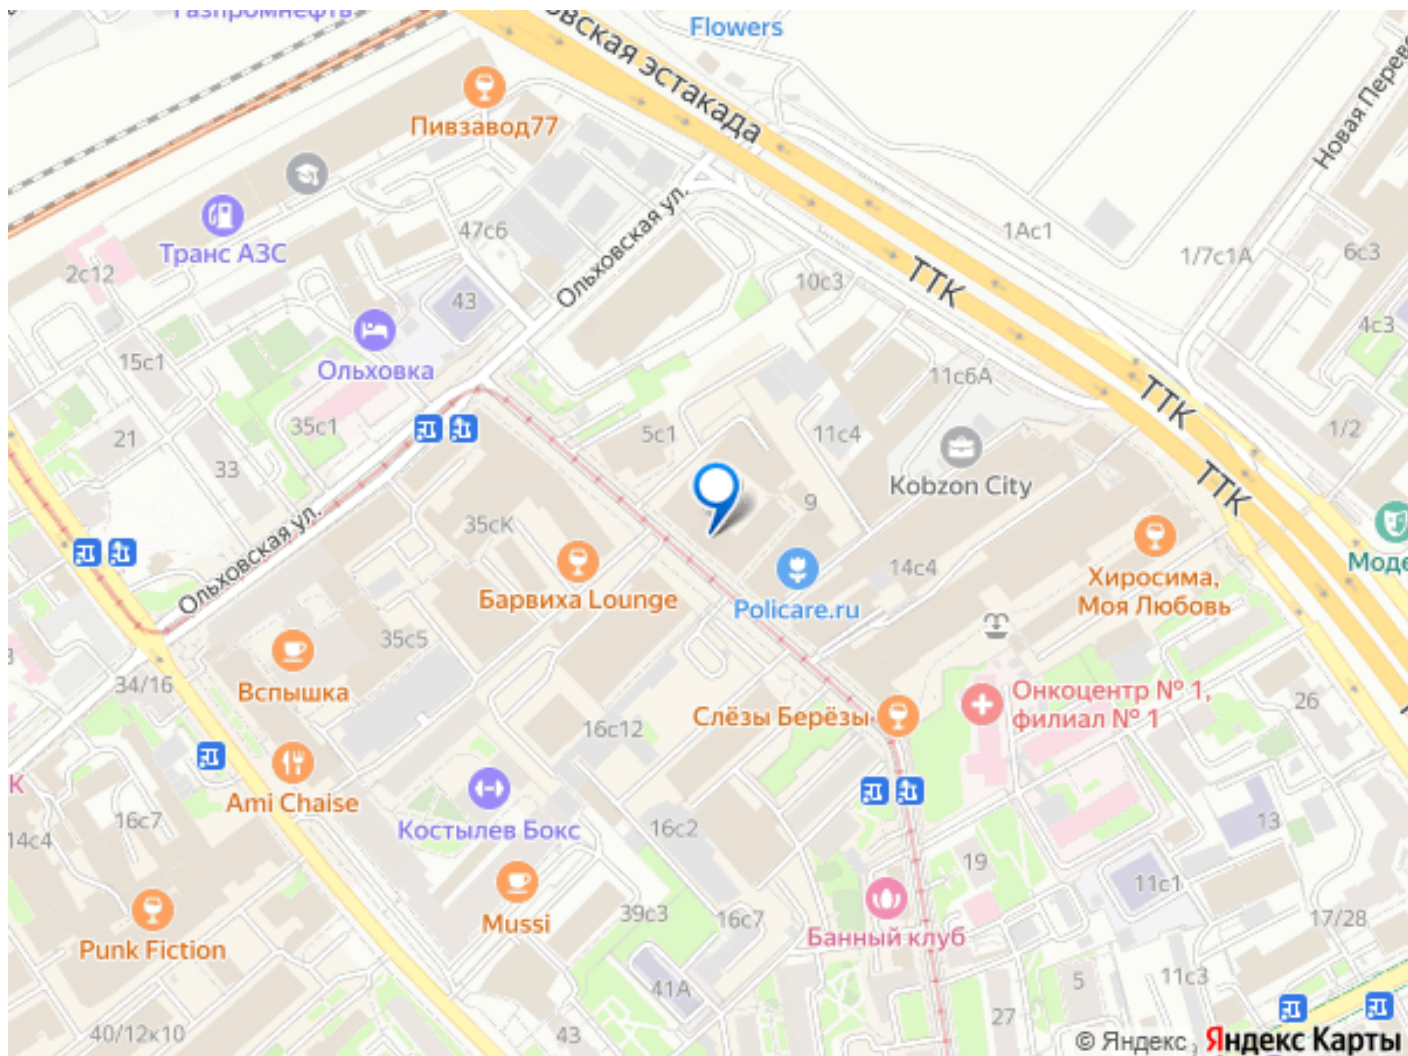 Газпромнефть
Flowers
вская эстакада
Новая Перев
Пивзавод77
Транс АЗС
47с6
Ольховская ул.
1Ас1
1/7с1А
6с3
2с12
ТТК
10с3
43
4с3
15с1
Ольховка
11с6А
ТТК
21
35с1
5с1
11с4
1/2
33
Kobzon City
ТТК
35сК
9
Ольховская ул.
Моде
Барвиха Lounge
14с4
Хиросима,
Моя Любовь
Policare.ru
35с5
34/16
Вспышка
Слёзы Берёзы
Онкоцентр № 1,
филиал № 1
26
16с12
К
Ami Chaise
14с4
16с7
Костылев Бокс
16с2
13
19
11с1
Mussi
39с3
16с7
17/28
Punk Fiction
Банный клуб
41А
5
11с3
27
40/12к10
43
© Яндекс, Яндекс Карты